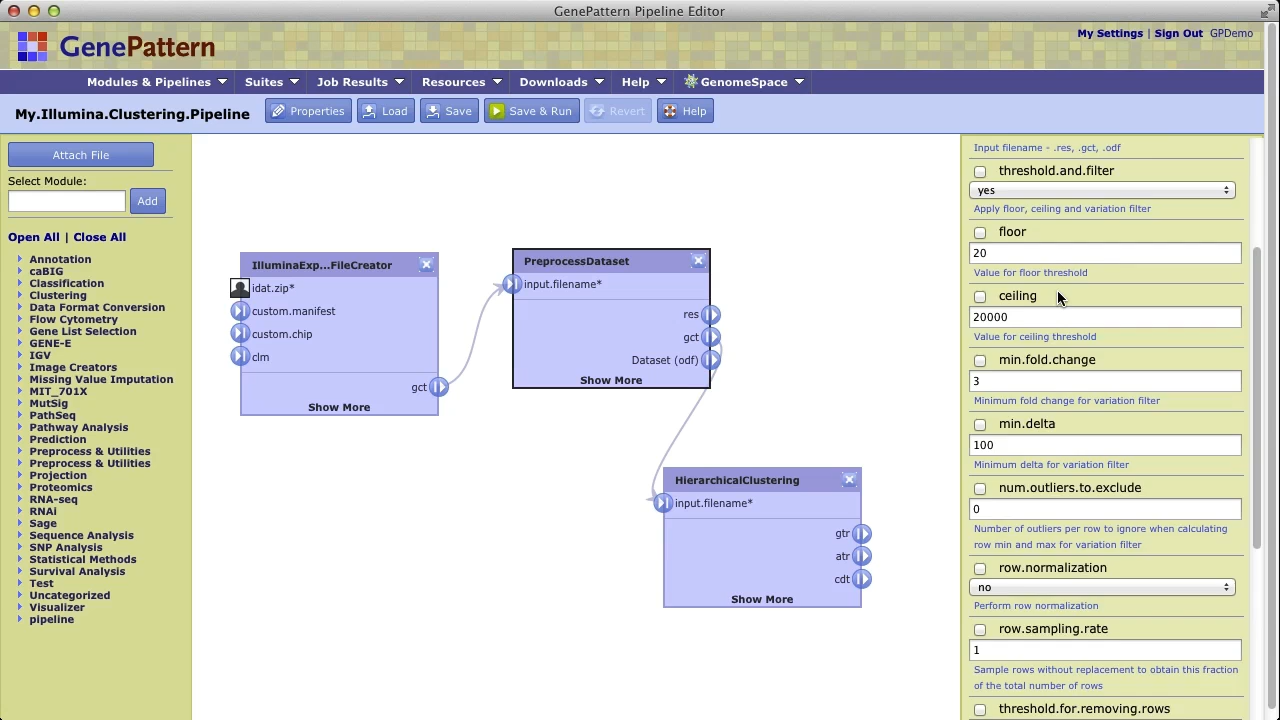 GenePattern Pipeline Editor
GenePattern
My Settings | Sign Out GPDemo
Modules & Pipelines Suites Job Results Resources Downloads Help GenomeSpace
My.Illumina.Clustering.Pipeline
Properties Load Save Save & Run Revert Help
Attach File
Select Module:
Add
Open All | Close All
Annotation
caBIG
Classification
Clustering
Data Format Conversion
Flow Cytometry
Gene List Selection
GENE-E
IGV
Image Creators
Missing Value Imputation
MIT_701X
MutSig
PathSeq
Pathway Analysis
Prediction
Preprocess & Utilities
Preprocess & Utilities
Projection
Proteomics
RNA-seq
RNAi
Sage
Sequence Analysis
SNP Analysis
Statistical Methods
Survival Analysis
Test
Uncategorized
Visualizer
pipeline
IlluminaExp...FileCreator
idat.zip*
custom.manifest
custom.chip
clm
gct
Show More
PreprocessDataset
input.filename*
res
gct
Dataset (odf)
Show More
HierarchicalClustering
input.filename*
gtr
atr
cdt
Show More
Input filename - .res, .gct, .odf
threshold.and.filter
yes
Apply floor, ceiling and variation filter
floor
20
Value for floor threshold
ceiling
20000
Value for ceiling threshold
min.fold.change
3
Minimum fold change for variation filter
min.delta
100
Minimum delta for variation filter
num.outliers.to.exclude
0
Number of outliers per row to ignore when calculating
row min and max for variation filter
row.normalization
no
Perform row normalization
row.sampling.rate
1
Sample rows without replacement to obtain this fraction
of the total number of rows
threshold.for.removing.rows